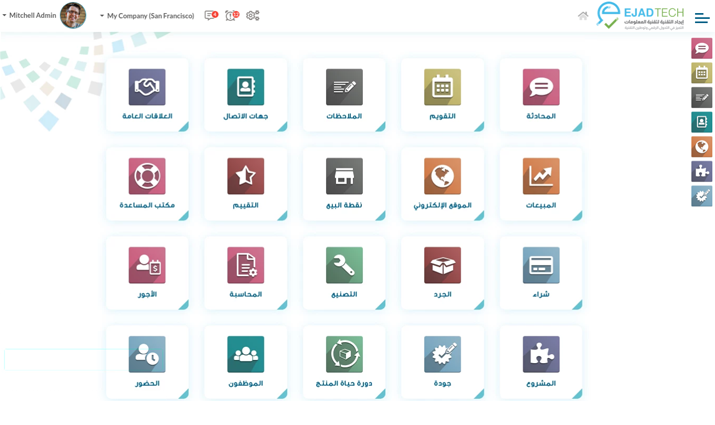 Mitchell Admin
My Company (San Francisco)
4
12
EJADTECH
إيجاد التقنية لتقنية المعلومات
المحادثة
التقويم
الملاحظات
جهات الاتصال
العلاقات العامة
المبيعات
الموقع الإلكتروني
نقطة البيع
التقييم
مكتب المساعدة
شراء
الجرد
التصنيع
المحاسبة
الأجور
المشروع
جودة
دورة حياة المنتج
الموظفون
الحضور